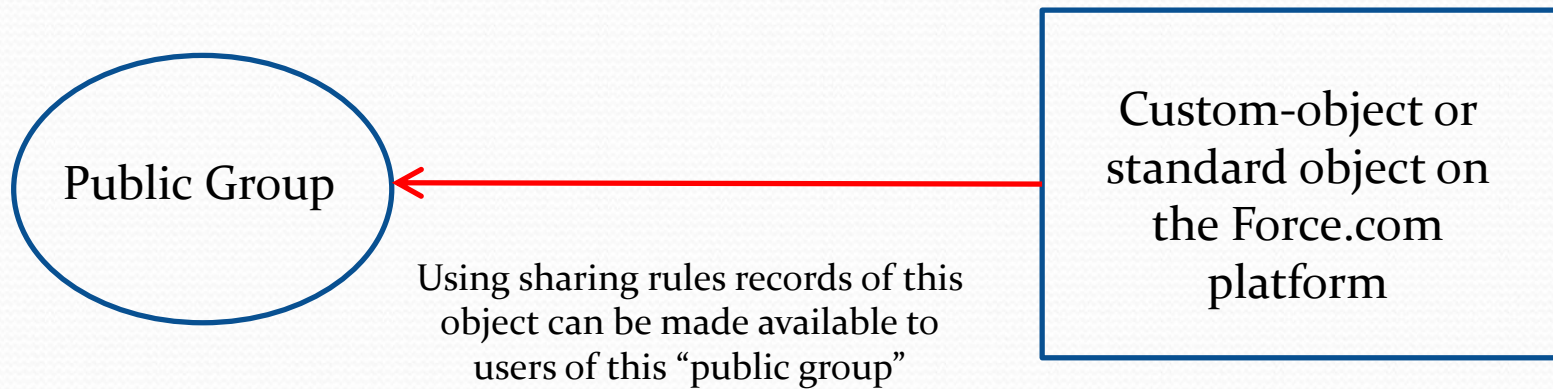 Public Group
Using sharing rules records of this
object can be made available to
users of this “public group”
Custom-object or
standard object on
the Force.com
platform